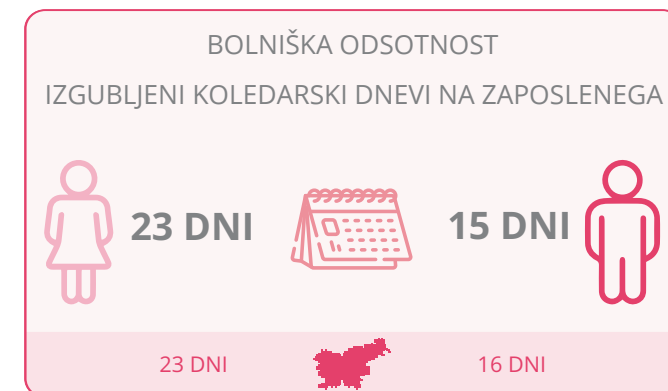 BOLNIŠKA ODSOTNOST
IZGUBLJENI KOLEDARSKI DNEVI NA ZAPOSLENEGA
23 DNI
15 DNI
23 DNI
16 DNI